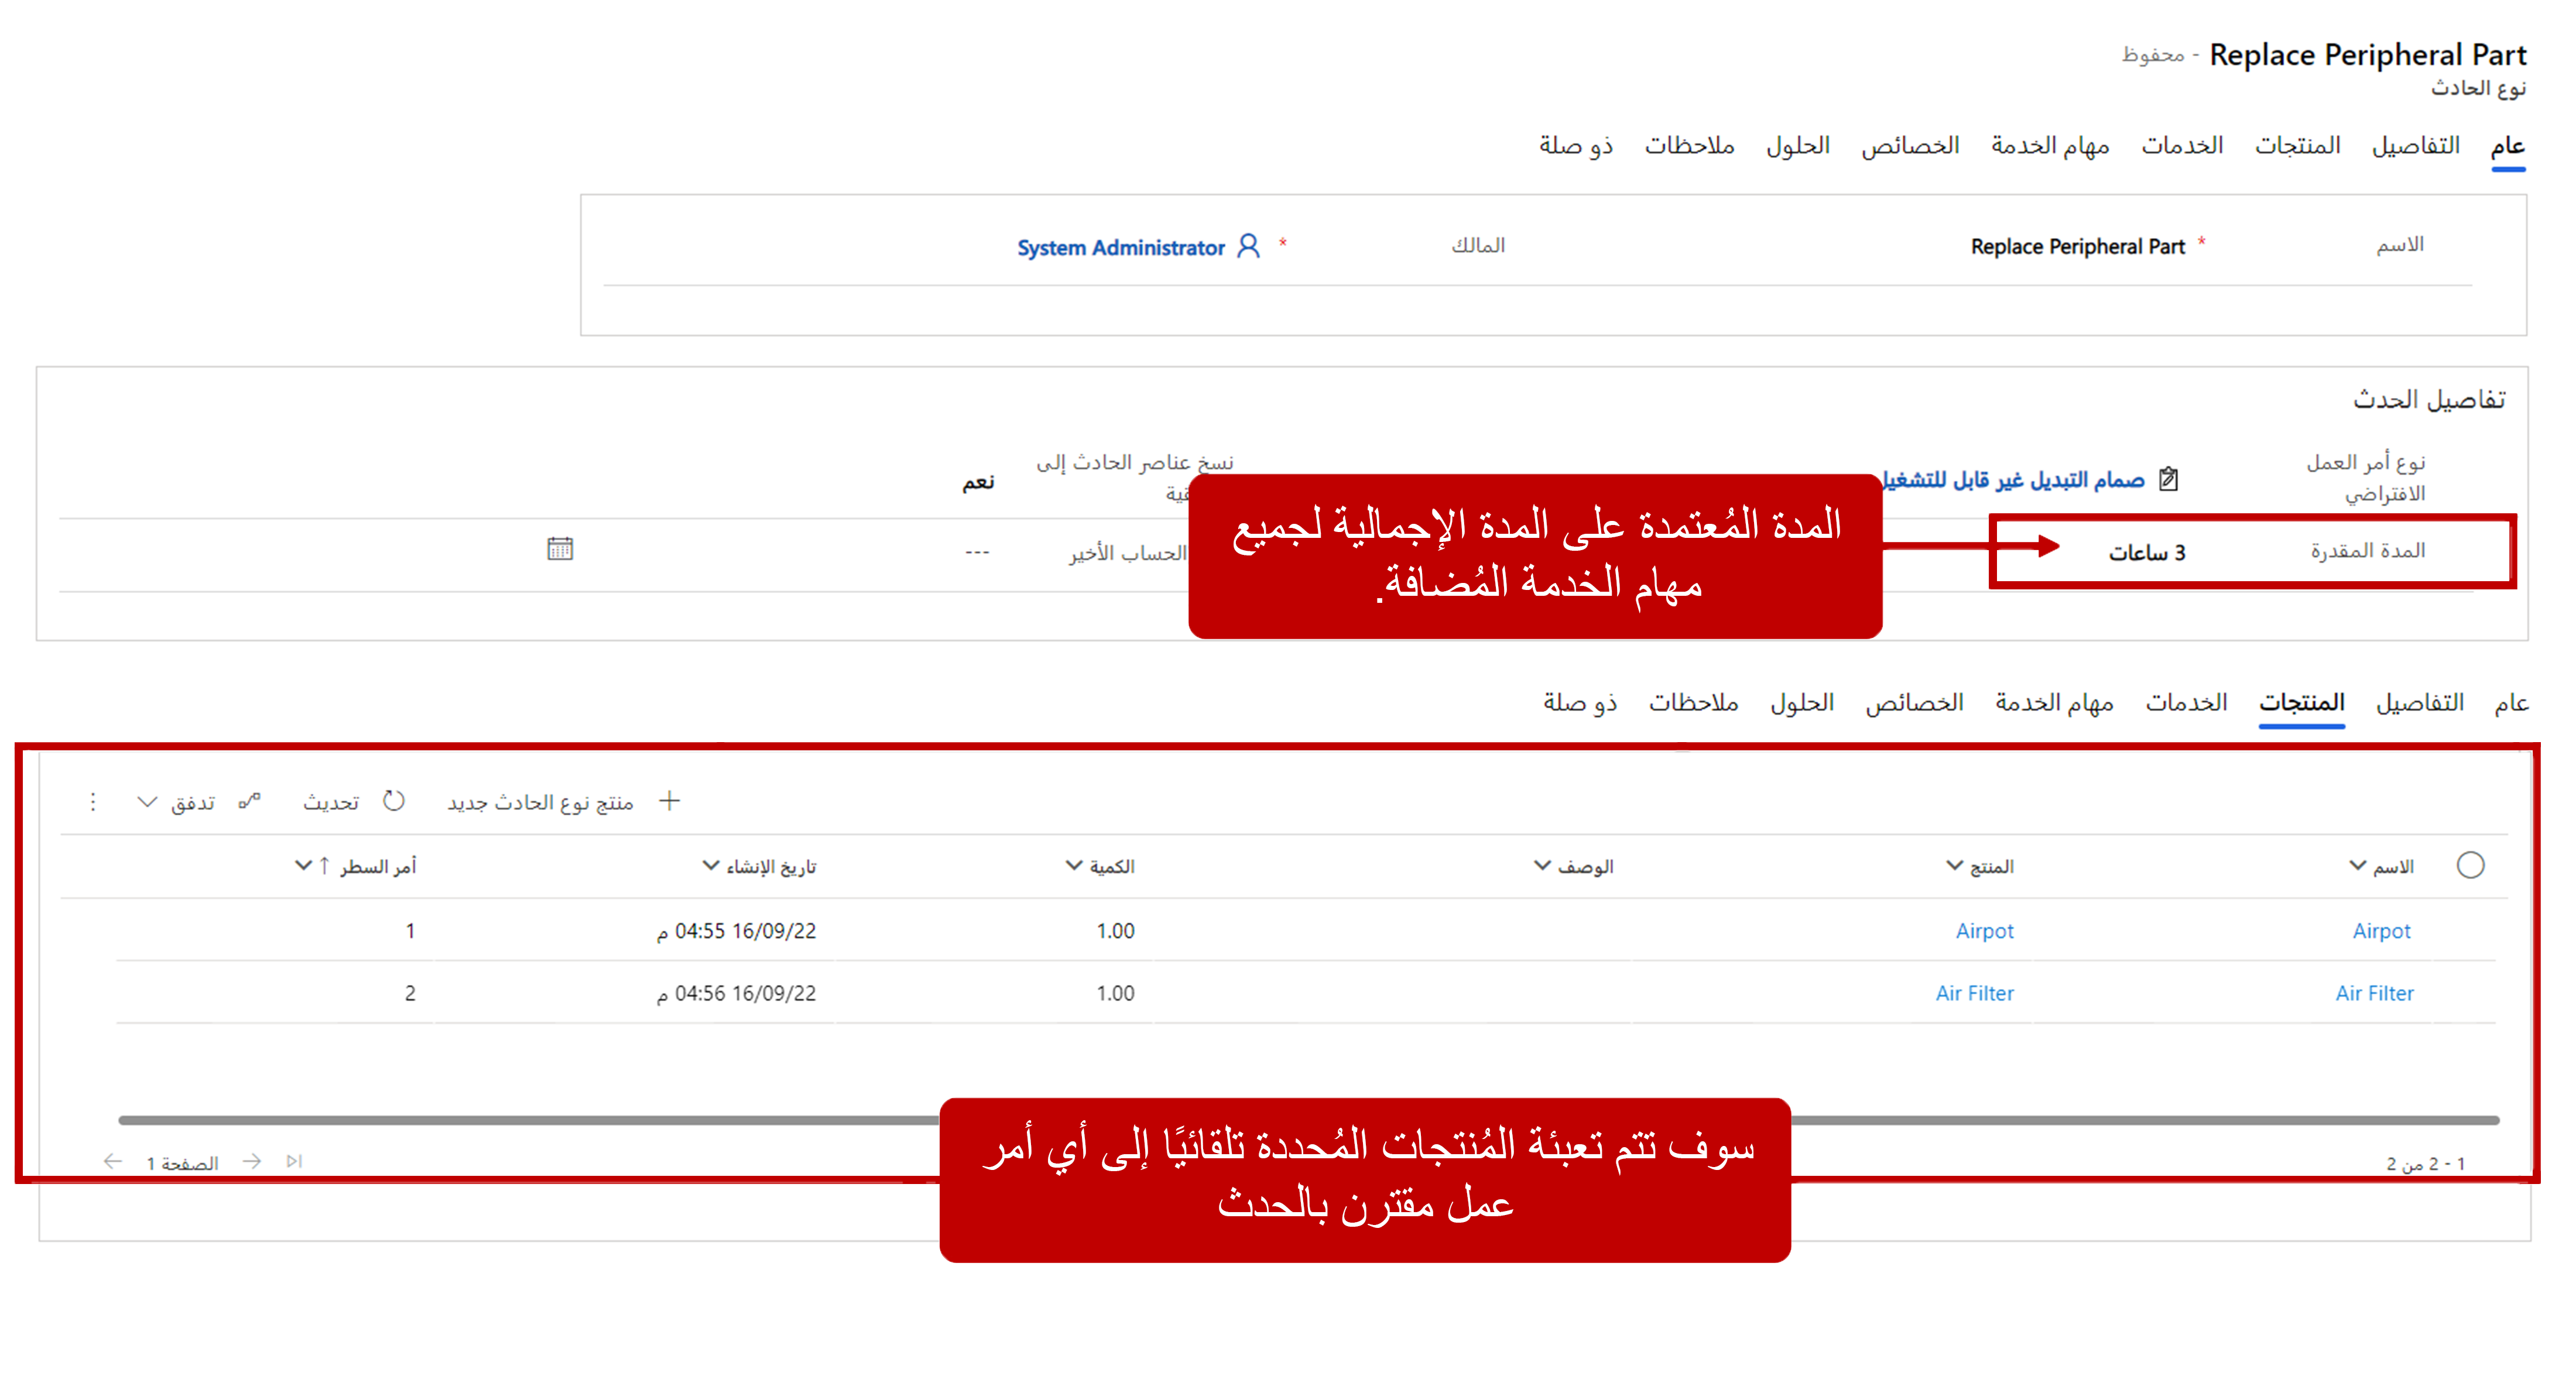 Replace Peripheral Part - محفوظ
نوع الحادث
عام التفاصيل المنتجات الخدمات مهام الخدمة الخصائص الحلول ملاحظات ذو صلة
الاسم * Replace Peripheral Part المالك * System Administrator
تفاصيل الحدث
نوع أمر العمل الافتراضي صمام التبديل غير قابل للتشغيل نسخ عناصر الحادث إلى نعم
المدة المقدرة 3 ساعات الحساب الأخير ---
المدة المُعتمدة على المدة الإجمالية لجميع
مهام الخدمة المُضافة.
عام التفاصيل المنتجات الخدمات مهام الخدمة الخصائص الحلول ملاحظات ذو صلة
منتج نوع الحادث جديد تحديث تدفق
الاسم المنتج الوصف الكمية تاريخ الإنشاء أمر السطر ↑
Airpot Airpot 1.00 16/09/22 04:55 م 1
Air Filter Air Filter 1.00 16/09/22 04:56 م 2
1 - 2 من 2 الصفحة 1
سوف تتم تعبئة المُنتجات المُحددة تلقائيًا إلى أي أمر
عمل مقترن بالحدث